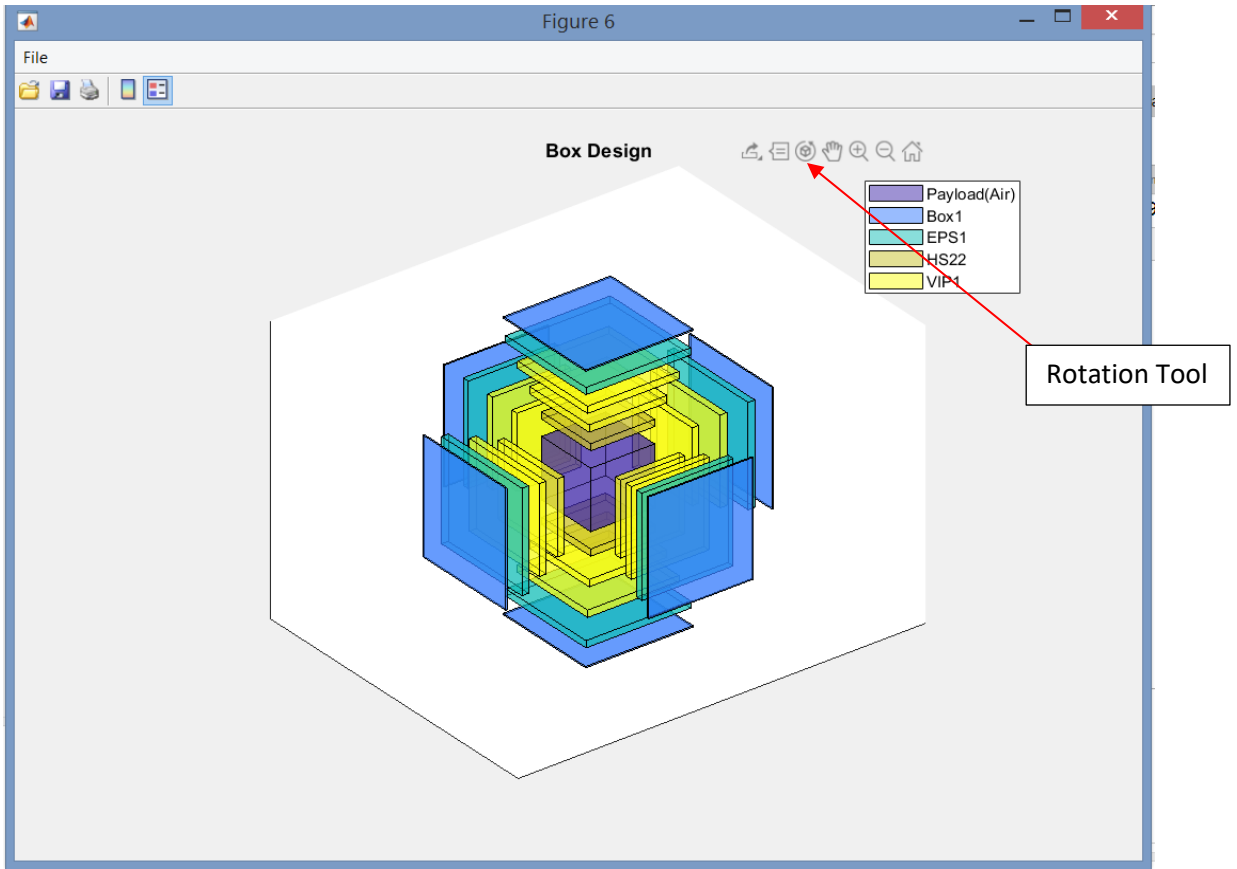 Figure 6
File
Box Design
Payload(Air)
Box1
EPS1
HS22
VIP1
Rotation Tool